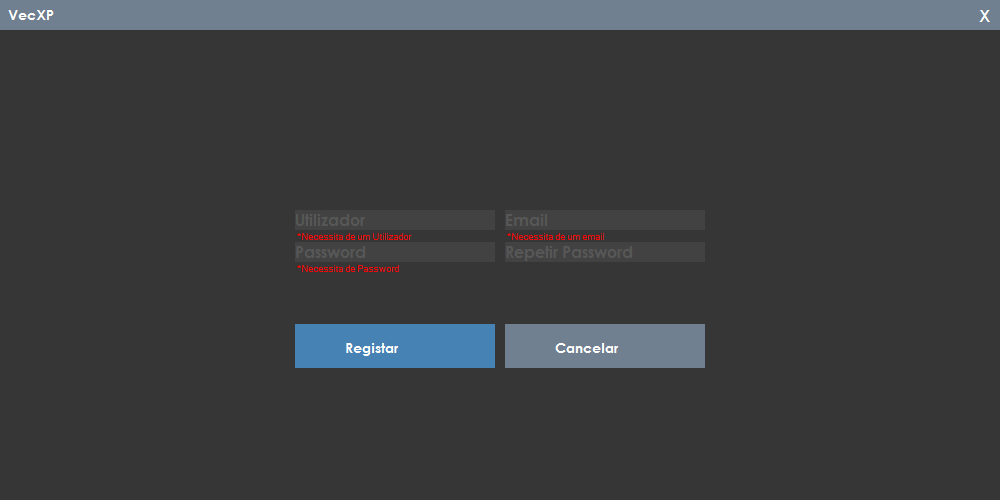 VecXP
X
Utilizador
Email
*Necessita de um Utilizador
*Necessita de um email
Password
Repetir Password
*Necessita de Password
Registar
Cancelar